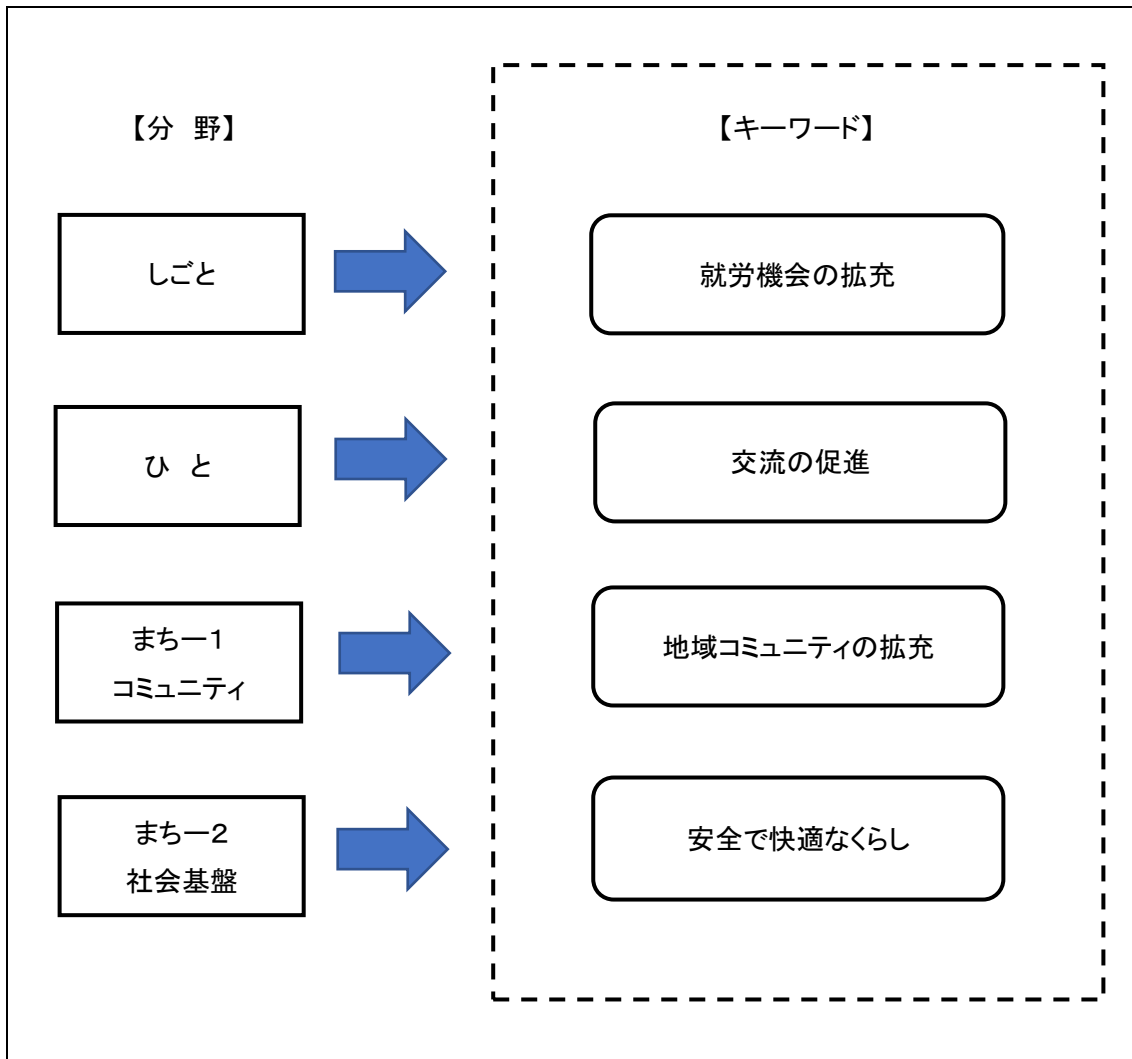 【分　野】
【キーワード】
しごと
就労機会の拡充
ひ　と
交流の促進
まちー1
コミュニティ
地域コミュニティの拡充
まちー2
社会基盤
安全で快適なくらし